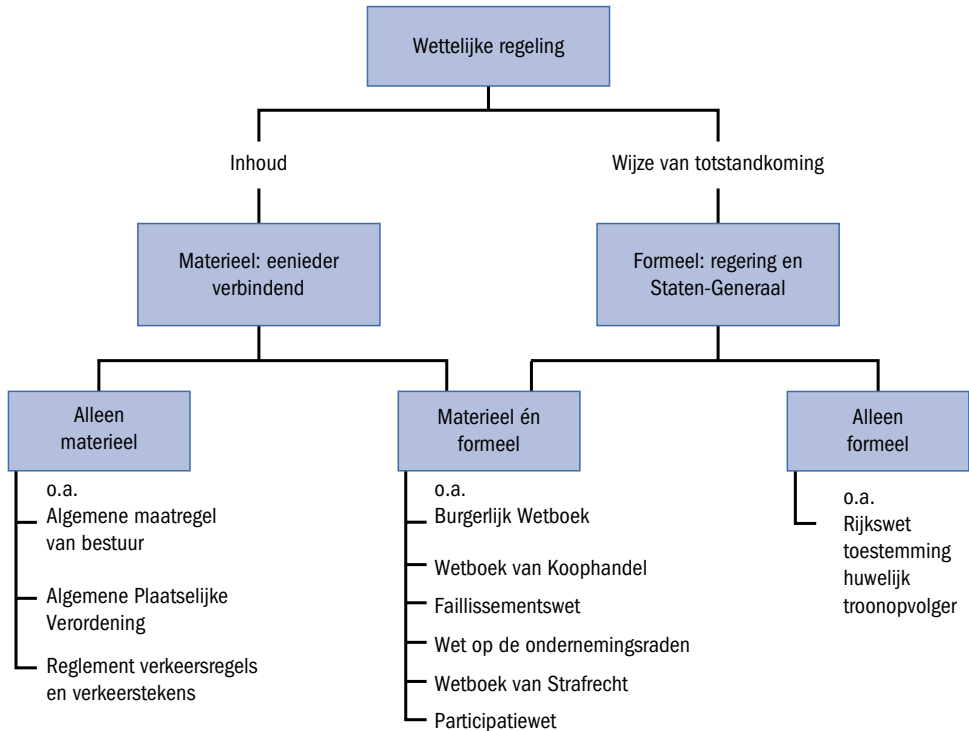 Wettelijke regeling
Inhoud
Wijze van totstandkoming
Materieel: eenieder
verbindend
Formeel: regering en
Staten-Generaal
Alleen
materieel
o.a.
Algemene maatregel
van bestuur
Algemene Plaatselijke
Verordening
Reglement verkeersregels
en verkeerstekens
Materieel én
formeel
o.a.
Burgerlijk Wetboek
Wetboek van Koophandel
Faillissementswet
Wet op de ondernemingsraden
Wetboek van Strafrecht
Participatiewet
Alleen
formeel
o.a.
Rijkswet
toestemming
huwelijk
troonopvolger